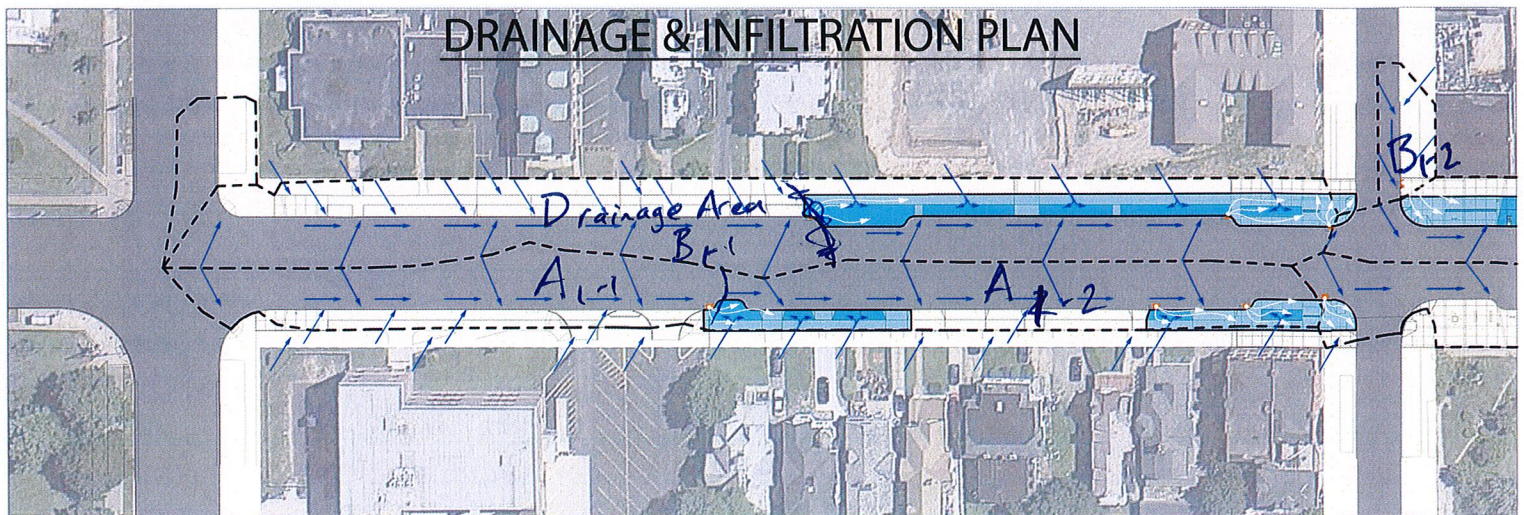 DRAINAGE & INFILTRATION PLAN
B1-2
Drainage Area
B1-1
A1-1
A1-2